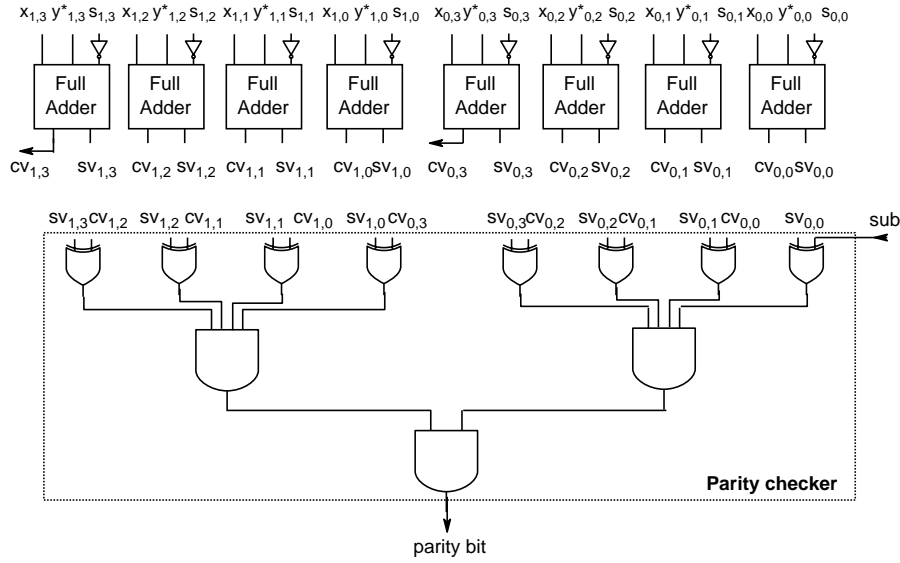 x1,3 y*1,3 s1,3 x1,2 y*1,2 s1,2 x1,1 y*1,1 s1,1 x1,0 y*1,0 s1,0 x0,3 y*0,3 s0,3 x0,2 y*0,2 s0,2 x0,1 y*0,1 s0,1 x0,0 y*0,0 s0,0
Full Full Full Full Full Full Full Full
Adder Adder Adder Adder Adder Adder Adder Adder
cv1,3 sv1,3 cv1,2 sv1,2 cv1,1 sv1,1 cv1,0 sv1,0 cv0,3 sv0,3 cv0,2 sv0,2 cv0,1 sv0,1 cv0,0 sv0,0
sv1,3 cv1,2 sv1,2 cv1,1 sv1,1 cv1,0 sv1,0 cv0,3 sv0,3 cv0,2 sv0,2 cv0,1 sv0,1 cv0,0 sv0,0 sub
Parity checker
parity bit